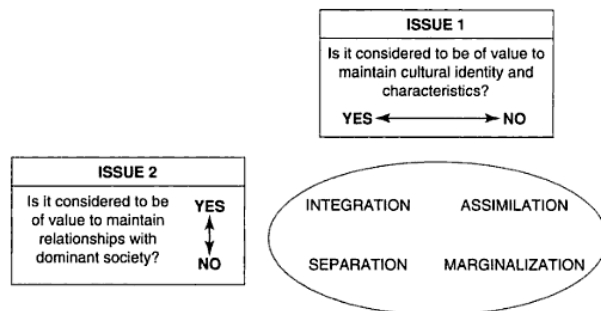 ISSUE 1
Is it considered to be of value to
maintain cultural identity and
characteristics?
YES NO
ISSUE 2
Is it considered to be
of value to maintain
relationships with
dominant society?
YES
NO
INTEGRATION ASSIMILATION
SEPARATION MARGINALIZATION